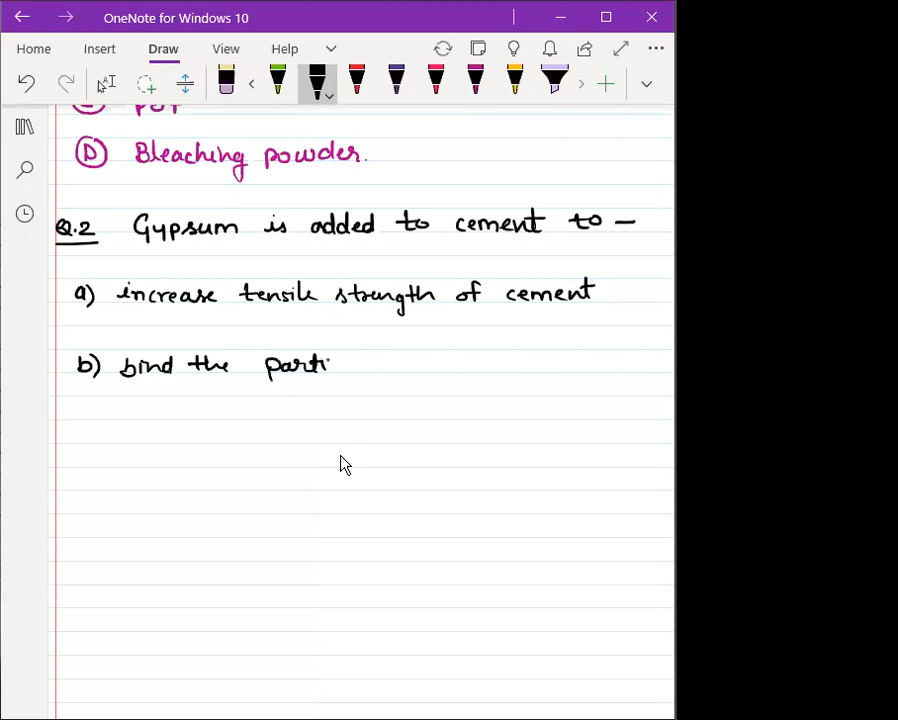 OneNote for Windows 10
Home Insert Draw View Help
D Bleaching powder.
Q.2 Gypsum is added to cement to -
a) increase tensile strength of cement
b) bind the parti